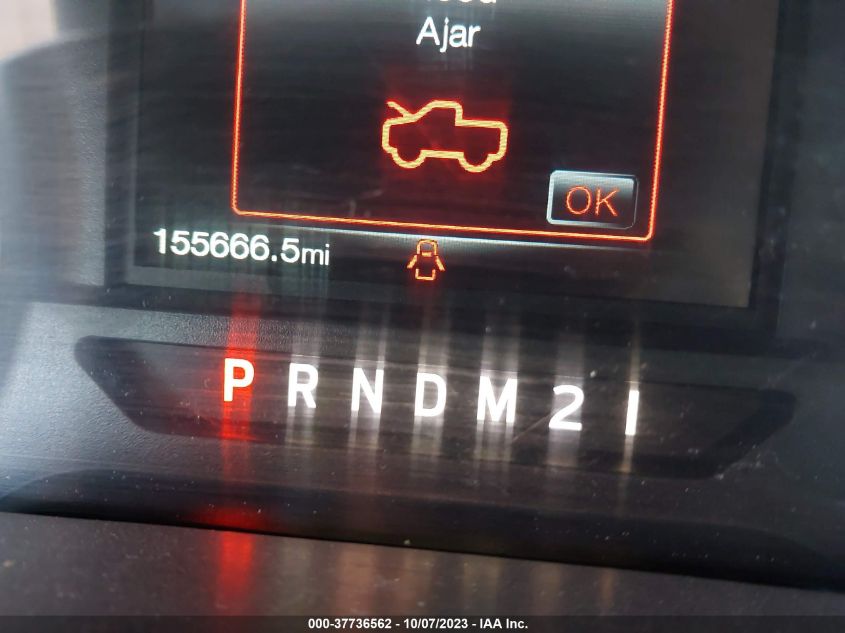 Ajar
OK
155666.5mi
P R N D M 2 1
000-37736562 - 10/07/2023 - IAA Inc.